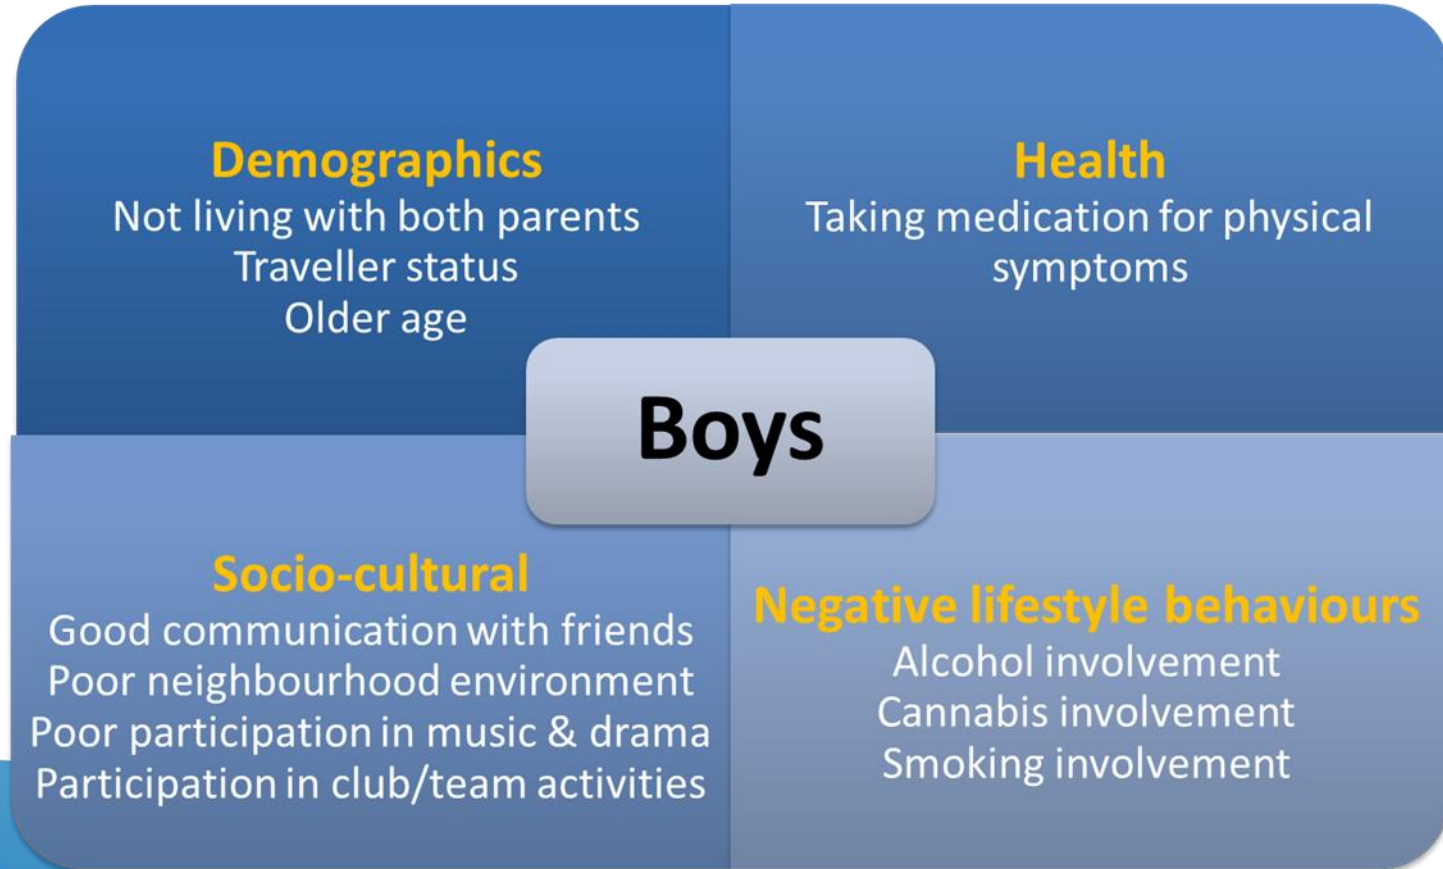 Demographics
Not living with both parents
Traveller status
Older age
Health
Taking medication for physical
symptoms
Boys
Socio-cultural
Good communication with friends
Poor neighbourhood environment
Poor participation in music & drama
Participation in club/team activities
Negative lifestyle behaviours
Alcohol involvement
Cannabis involvement
Smoking involvement